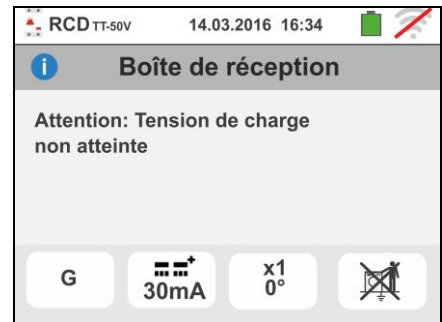 RCD TT-50V 14.03.2016 16:34
Boîte de réception
Attention: Tension de charge
non atteinte
G
30mA
x1
0°